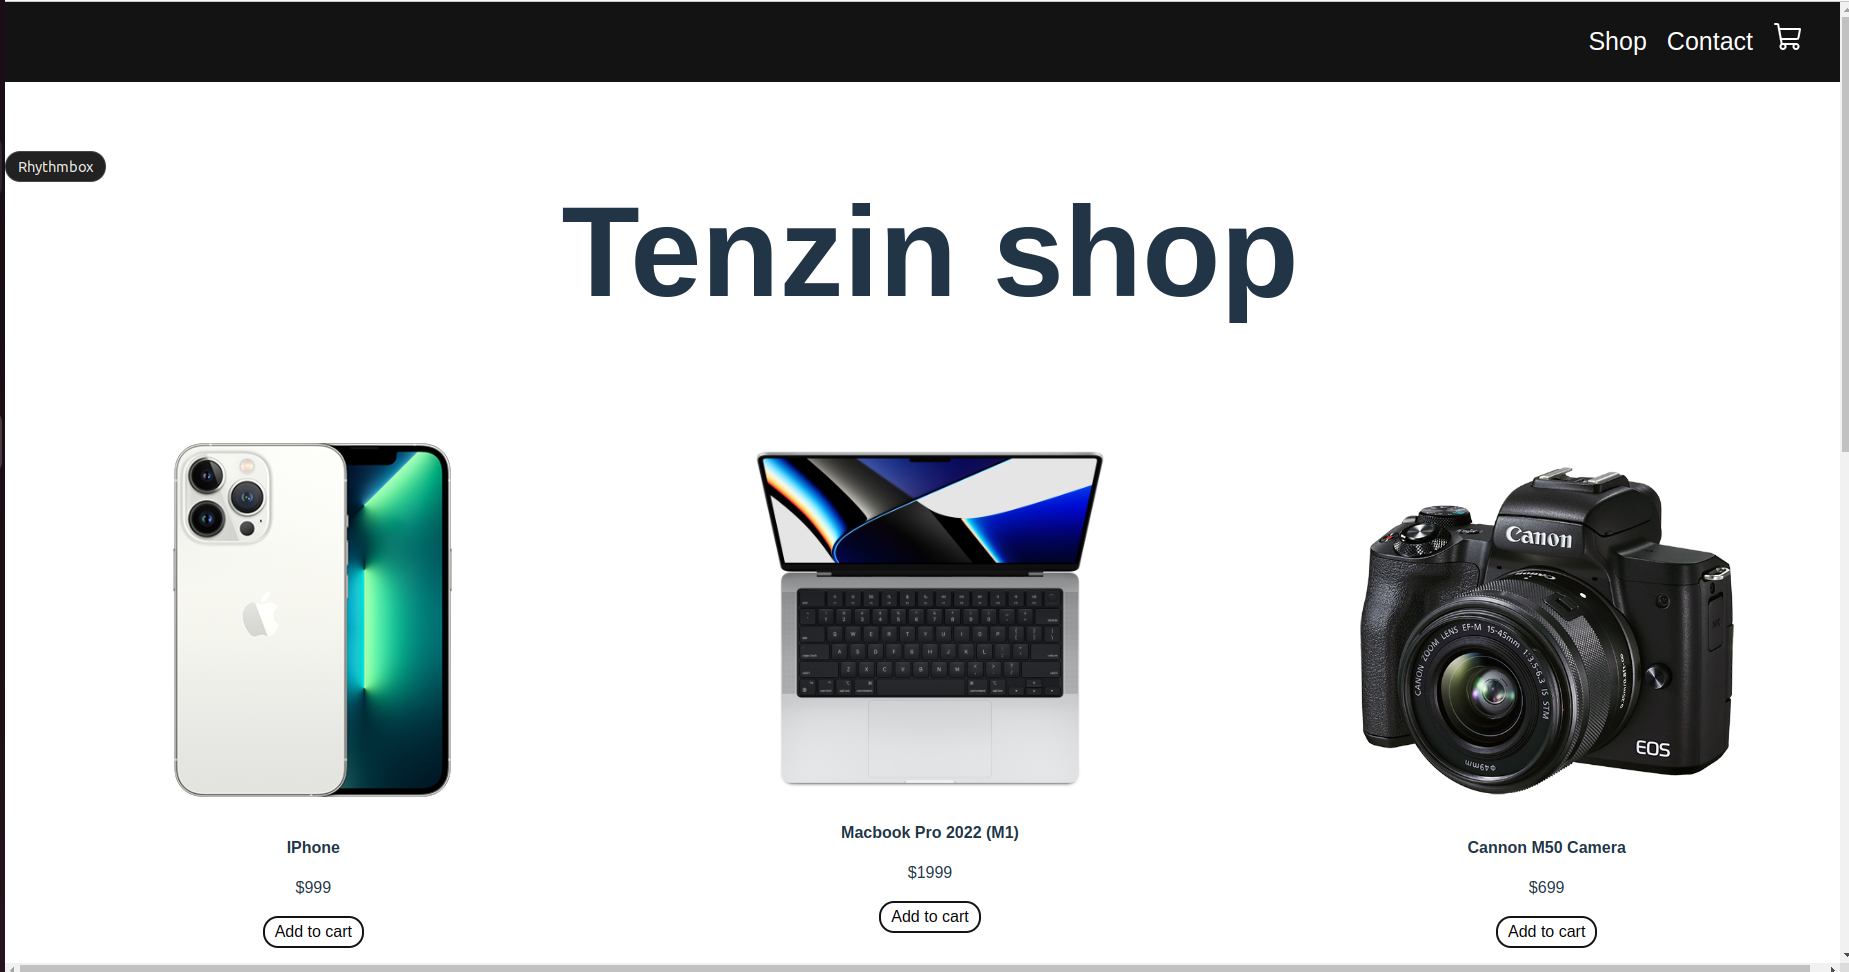 Shop Contact
Rhythmbox
Tenzin shop
Canon
Canon
CANON ZOOM LENS EF-M 15-45mm 1:3.5-6.3 IS STM
EOS
IPhone
$999
Add to cart
Macbook Pro 2022 (M1)
$1999
Add to cart
Cannon M50 Camera
$699
Add to cart